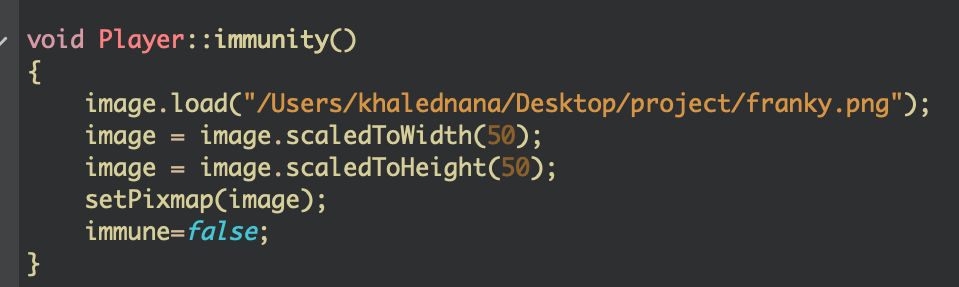 void Player::immunity()
{
    image.load("/Users/khalednana/Desktop/project/franky.png");
    image = image.scaledToWidth(50);
    image = image.scaledToHeight(50);
    setPixmap(image);
    immune=false;
}